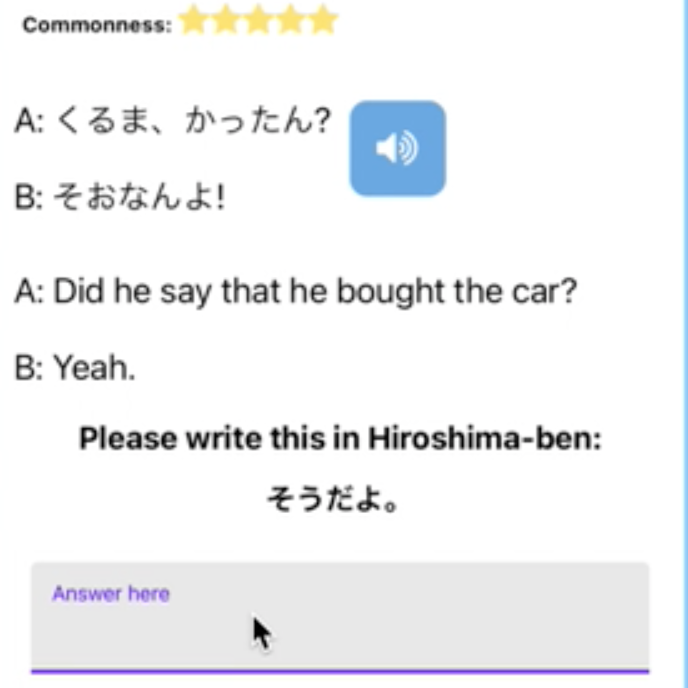 Commonness:
A: くるま、かったん?
B: そおなんよ!
A: Did he say that he bought the car?
B: Yeah.
Please write this in Hiroshima-ben:
そうだよ。
Answer here